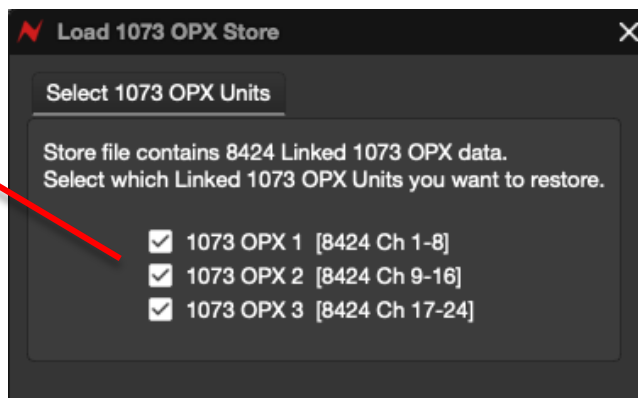 Load 1073 OPX Store
Select 1073 OPX Units
Store file contains 8424 Linked 1073 OPX data.
Select which Linked 1073 OPX Units you want to restore.
1073 OPX 1 [8424 Ch 1-8]
1073 OPX 2 [8424 Ch 9-16]
1073 OPX 3 [8424 Ch 17-24]